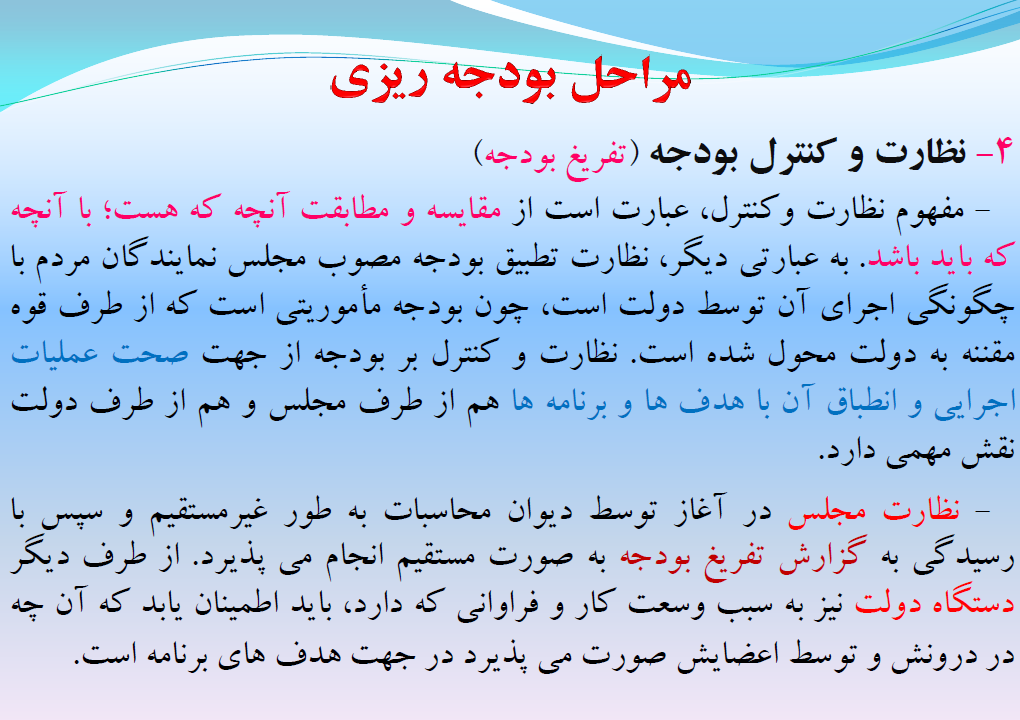 مراحل بودجه ریزی
۴- نظارت و کنترل بودجه (تفریغ بودجه)
– مفهوم نظارت وکنترل، عبارت است از مقایسه و مطابقت آنچه که هست؛ با آنچه
که باید باشد. به عبارتی دیگر، نظارت تطبیق بودجه مصوب مجلس نمایندگان مردم با
چگونگی اجرای آن توسط دولت است، چون بودجه مأموریتی است که از طرف قوه
مقننه به دولت محول شده است. نظارت و کنترل بر بودجه از جهت صحت عملیات
اجرایی و انطباق آن با هدف ها و برنامه ها هم از طرف مجلس و هم از طرف دولت
نقش مهمی دارد.
– نظارت مجلس در آغاز توسط دیوان محاسبات به طور غیرمستقیم و سپس با
رسیدگی به گزارش تفریغ بودجه به صورت مستقیم انجام می پذیرد. از طرف دیگر
دستگاه دولت نیز به سبب وسعت کار و فراوانی که دارد، باید اطمینان یابد که آن چه
در درونش و توسط اعضایش صورت می پذیرد در جهت هدف های برنامه است.